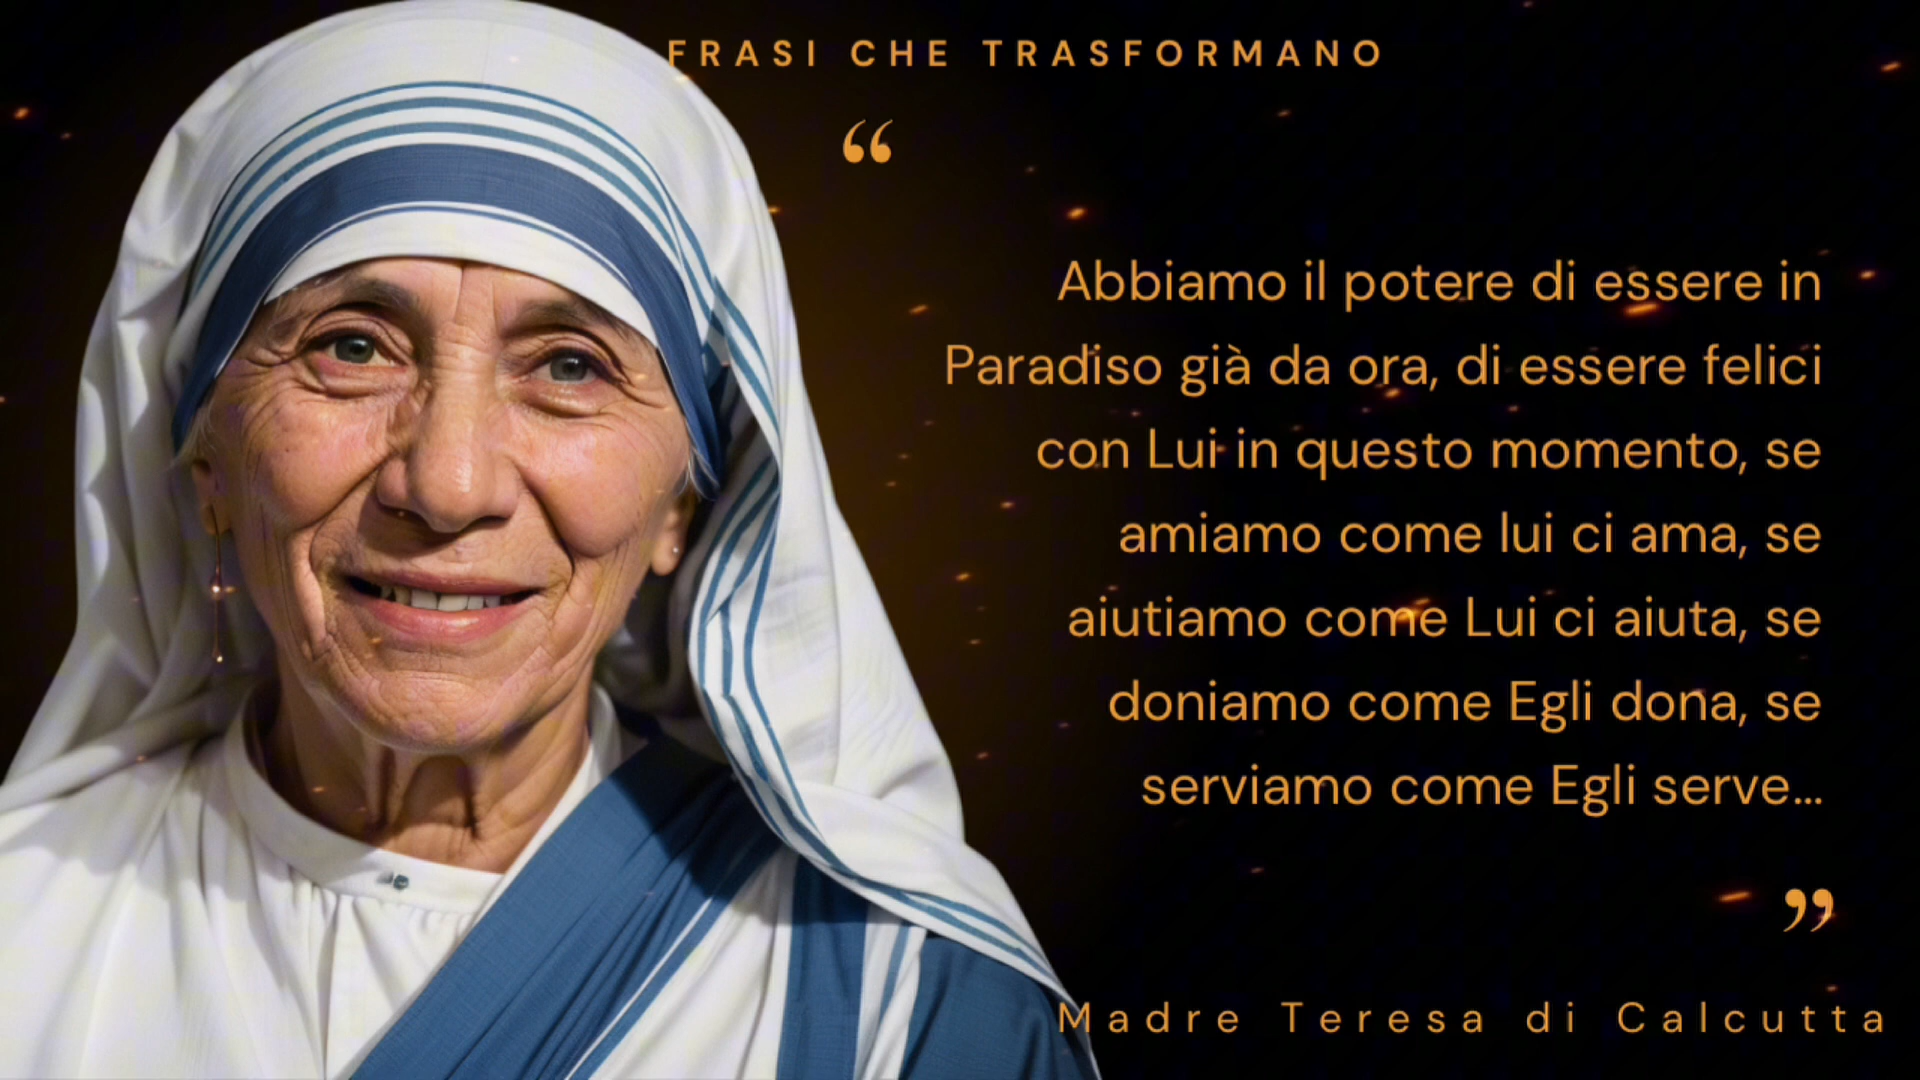 FRASI CHE TRASFORMANO
“
Abbiamo il potere di essere in
Paradiso già da ora, di essere felici
con Lui in questo momento, se
amiamo come lui ci ama, se
aiutiamo come Lui ci aiuta, se
doniamo come Egli dona, se
serviamo come Egli serve...
”
Madre Teresa di Calcutta